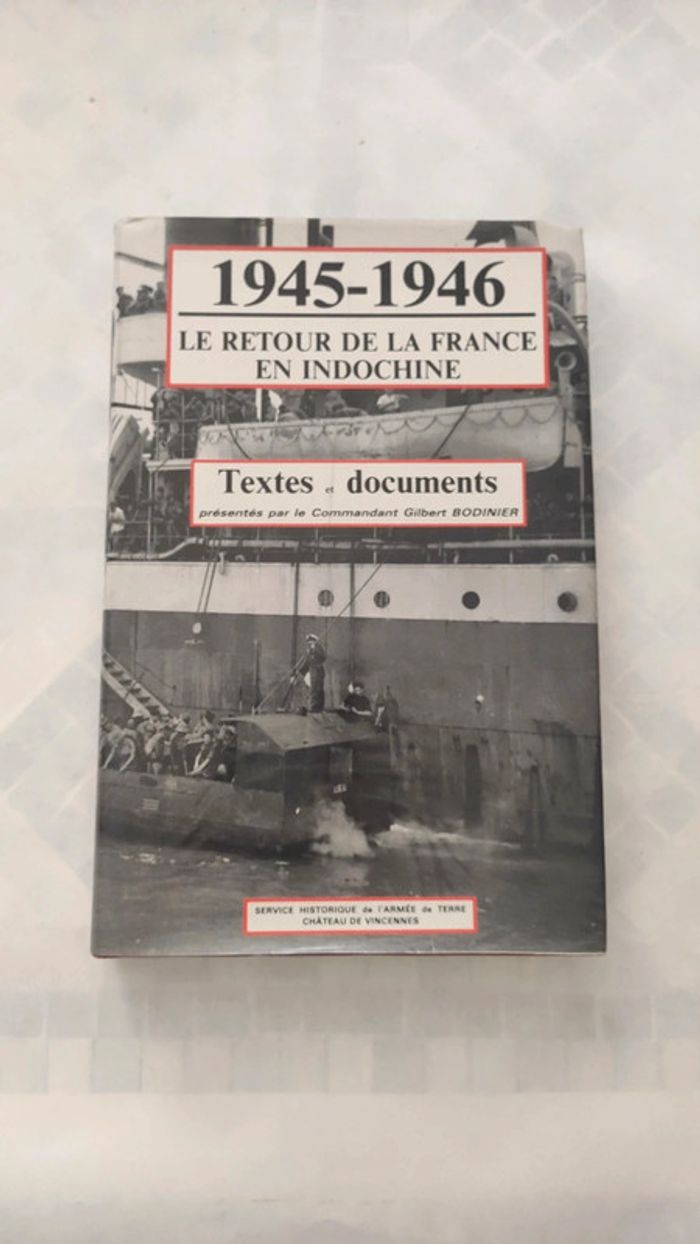 1945-1946
LE RETOUR DE LA FRANCE
EN INDOCHINE
Textes et documents
présentés par le Commandant Gilbert BODINIER
SERVICE HISTORIQUE de l'ARMÉE de TERRE
CHÂTEAU DE VINCENNES